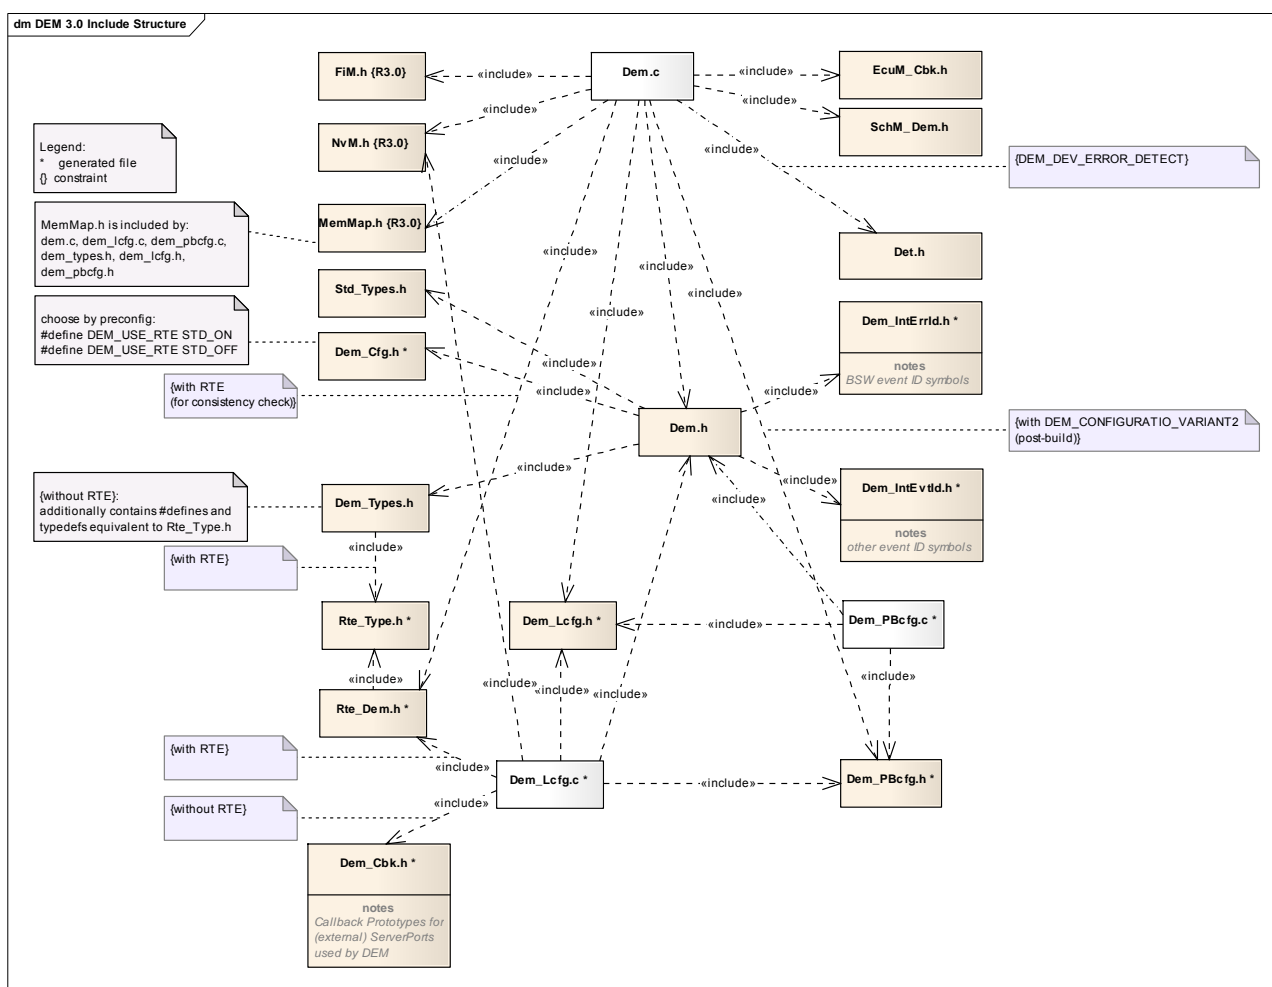 dm DEM 3.0 Include Structure
FiM.h {R3.0}
«include»
Dem.c
«include»
EcuM_Cbk.h
«include»
«include»
SchM_Dem.h
NvM.h {R3.0}
Legend:
* generated file
{} constraint
«include»
«include»
{DEM_DEV_ERROR_DETECT}
MemMap.h is included by:
dem.c, dem_lcfg.c, dem_pbcfg.c,
dem_types.h, dem_lcfg.h,
dem_pbcfg.h
MemMap.h {R3.0}
«include»
Det.h
«include»
Std_Types.h
«include»
«include»
choose by preconfig:
#define DEM_USE_RTE STD_ON
#define DEM_USE_RTE STD_OFF
Dem_Cfg.h *
Dem_IntErrId.h *
notes
BSW event ID symbols
«include»
«include»
«include»
{with RTE
(for consistency check)}
Dem.h
{with DEM_CONFIGURATIO_VARIANT2
(post-build)}
«include»
«include»
Dem_IntEvtId.h *
notes
other event ID symbols
{without RTE}:
additionally contains #defines and
typedefs equivalent to Rte_Type.h
Dem_Types.h
«include»
{with RTE}
Rte_Type.h *
Dem_Lcfg.h *
«include»
Dem_PBcfg.c *
«include»
«include»
«include»
«include»
«include»
Rte_Dem.h *
{with RTE}
«include»
Dem_Lcfg.c *
«include»
Dem_PBcfg.h *
{without RTE}
«include»
Dem_Cbk.h *
notes
Callback Prototypes for
(external) ServerPorts
used by DEM